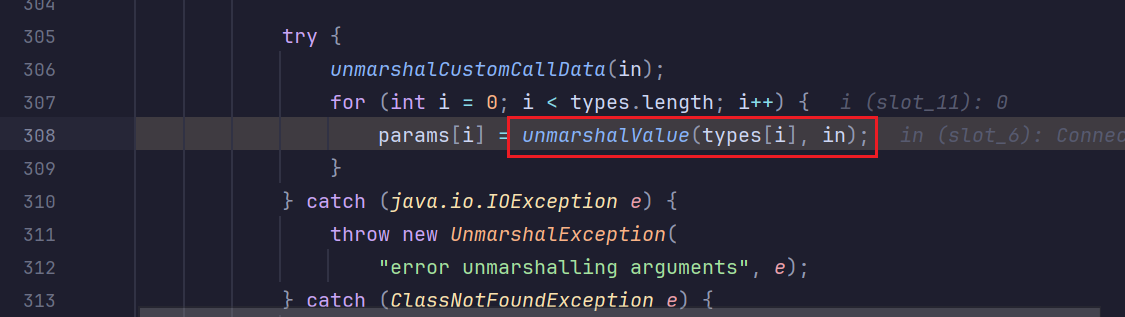 304
305 try {
306 unmarshalCustomCallData(in);
307 for (int i = 0; i < types.length; i++) { i (slot_11): 0
308 params[i] = unmarshalValue(types[i], in); in (slot_6): Connec
309 }
310 } catch (java.io.IOException e) {
311 throw new UnmarshalException(
312 "error unmarshalling arguments", e);
313 } catch (ClassNotFoundException e) {